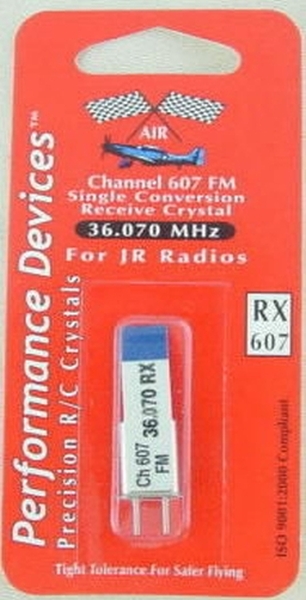 Performance Devices™
Precision R/C Crystals
AIR
Channel 607 FM
Single Conversion
Receive Crystal
36.070 MHz
For JR Radios
RX
607
Ch 607 36.070 RX
FM
ISO 9001:2000 Compliant
Tight Tolerance For Safer Flying